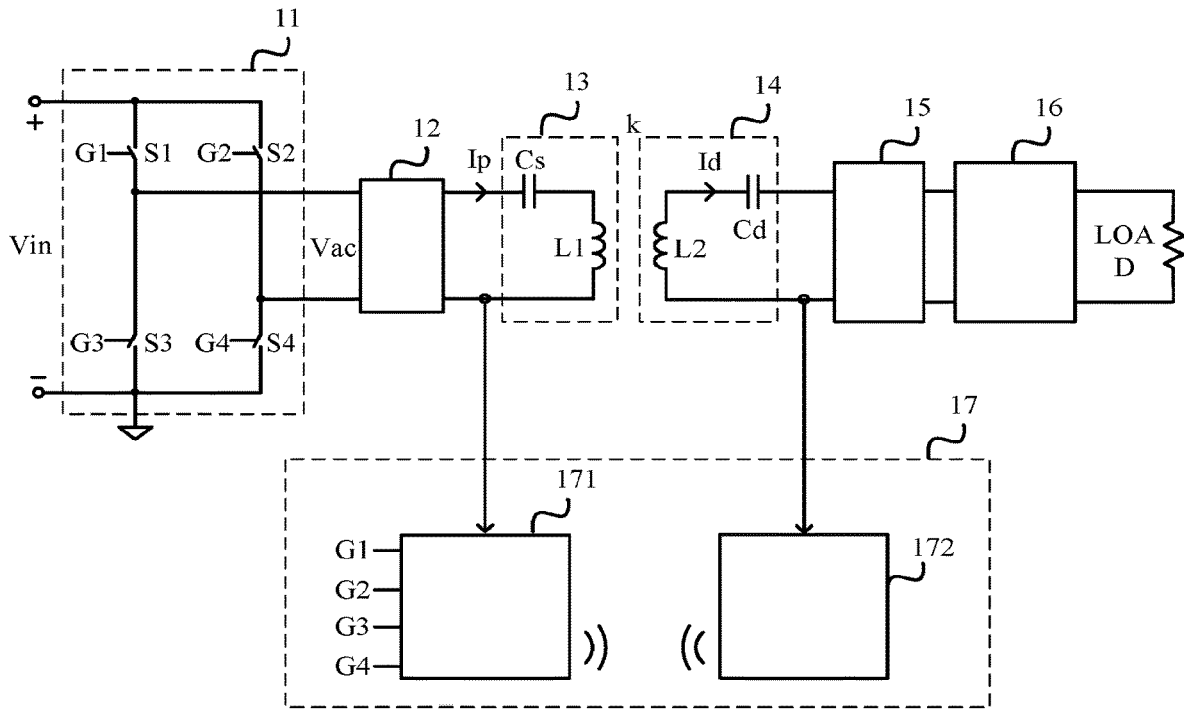 11
+
G1
S1
G2
S2
Vin
Vac
G3
S3
G4
S4
−
12
Ip
13
Cs
L1
k
14
Id
L2
Cd
15
16
LOA
D
17
171
G1
G2
G3
G4
172